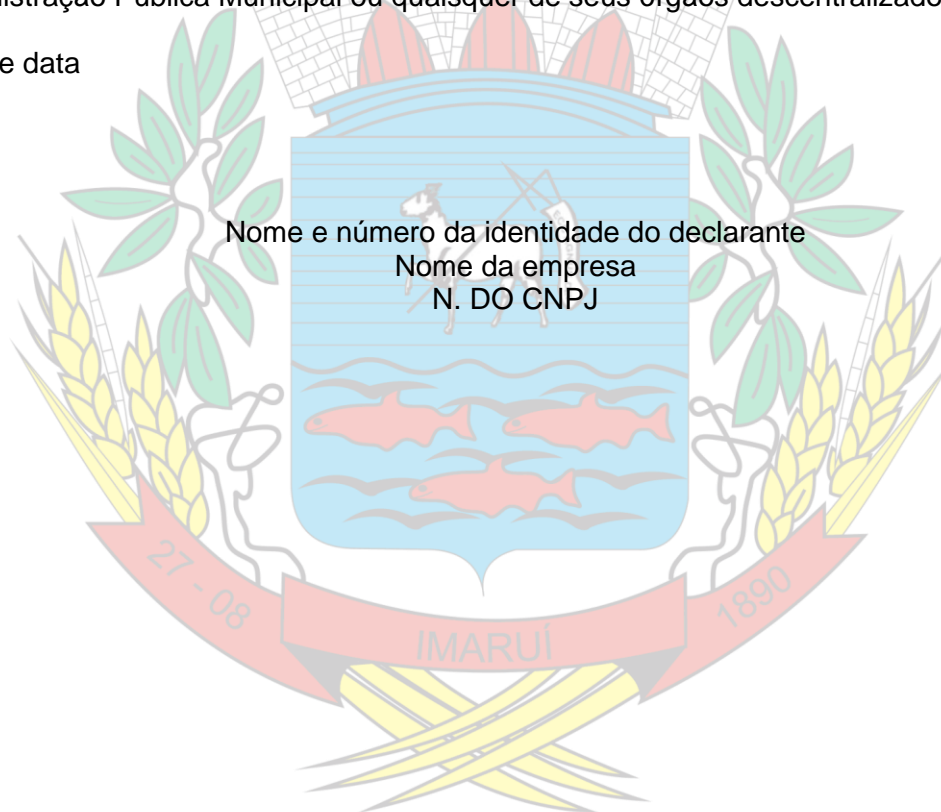 nistração Pública Municipal ou quaisquer de seus órgãos descentralizado
e data
Nome e número da identidade do declarante
Nome da empresa
N. DO CNPJ
27 - 08
1890
IMARUÍ